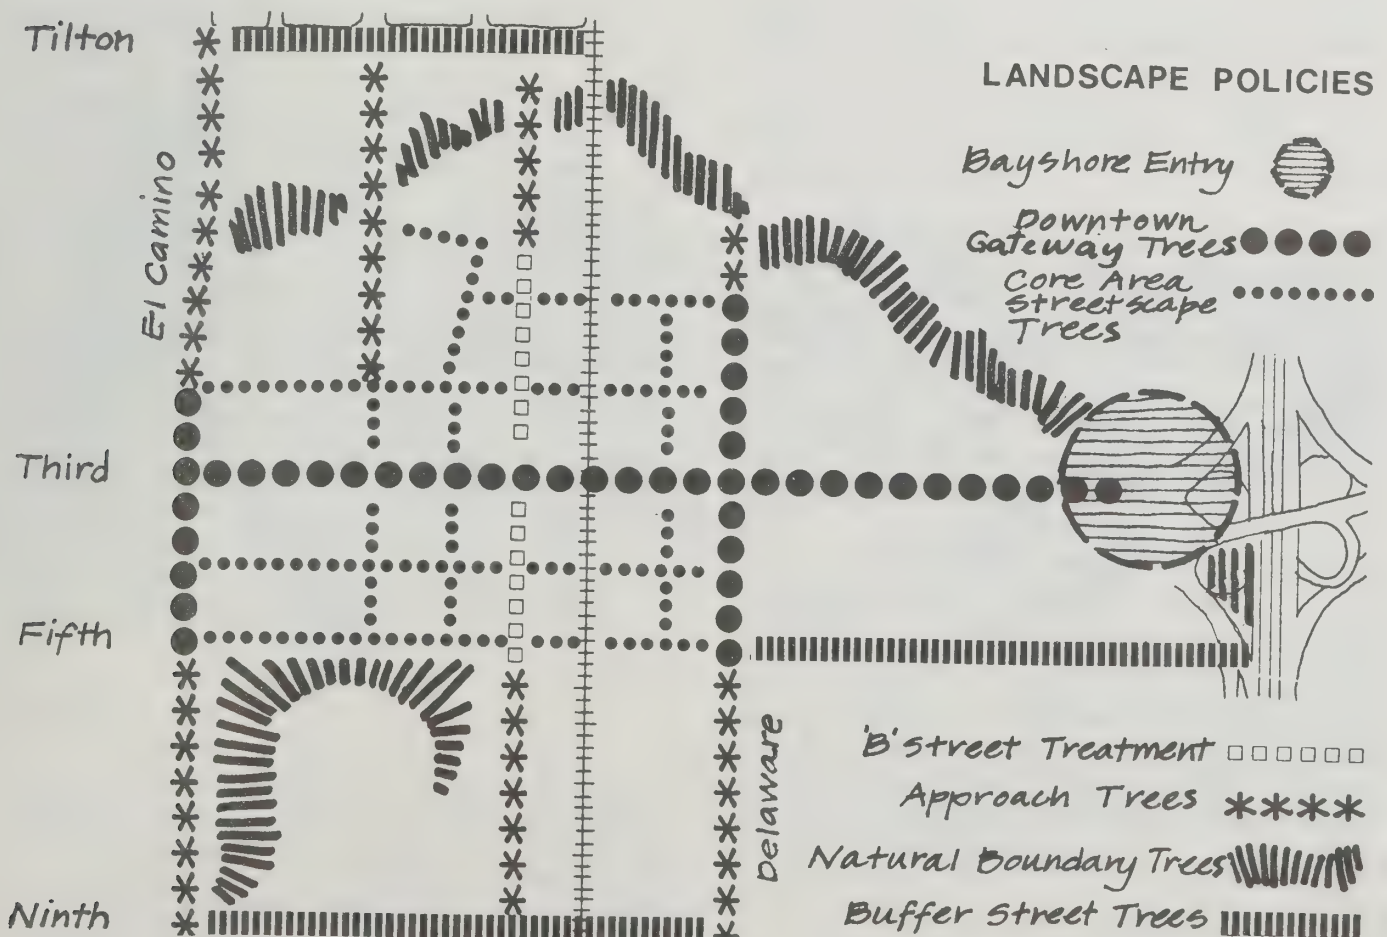 Tilton
LANDSCAPE POLICIES
Bayshore Entry
Downtown
Gateway Trees
Core Area
Streetscape
Trees
El Camino
Third
Fifth
Delaware
'B' Street Treatment
Approach Trees
Natural Boundary Trees
Buffer Street Trees
Ninth